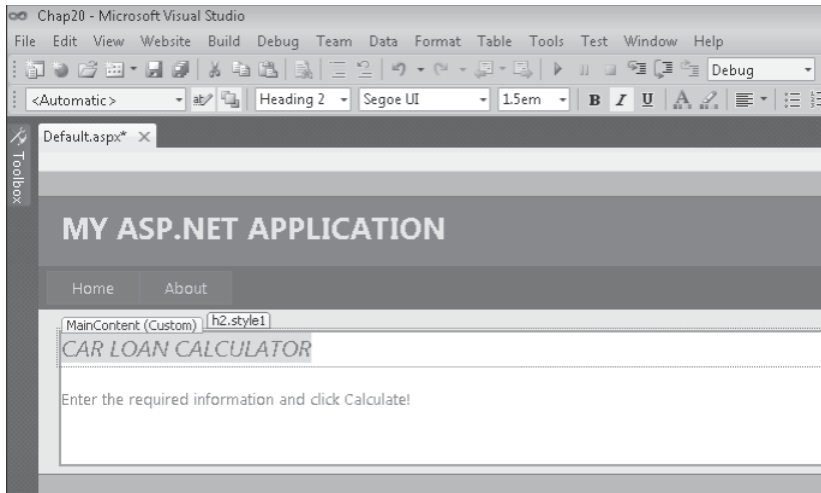 Chap20 - Microsoft Visual Studio
File Edit View Website Build Debug Team Data Format Table Tools Test Window Help
Debug
<Automatic> Heading 2 Segoe UI 1.5em B I U A
Toolbox
Default.aspx*
MY ASP.NET APPLICATION
Home About
MainContent (Custom) h2.style1
CAR LOAN CALCULATOR
Enter the required information and click Calculate!